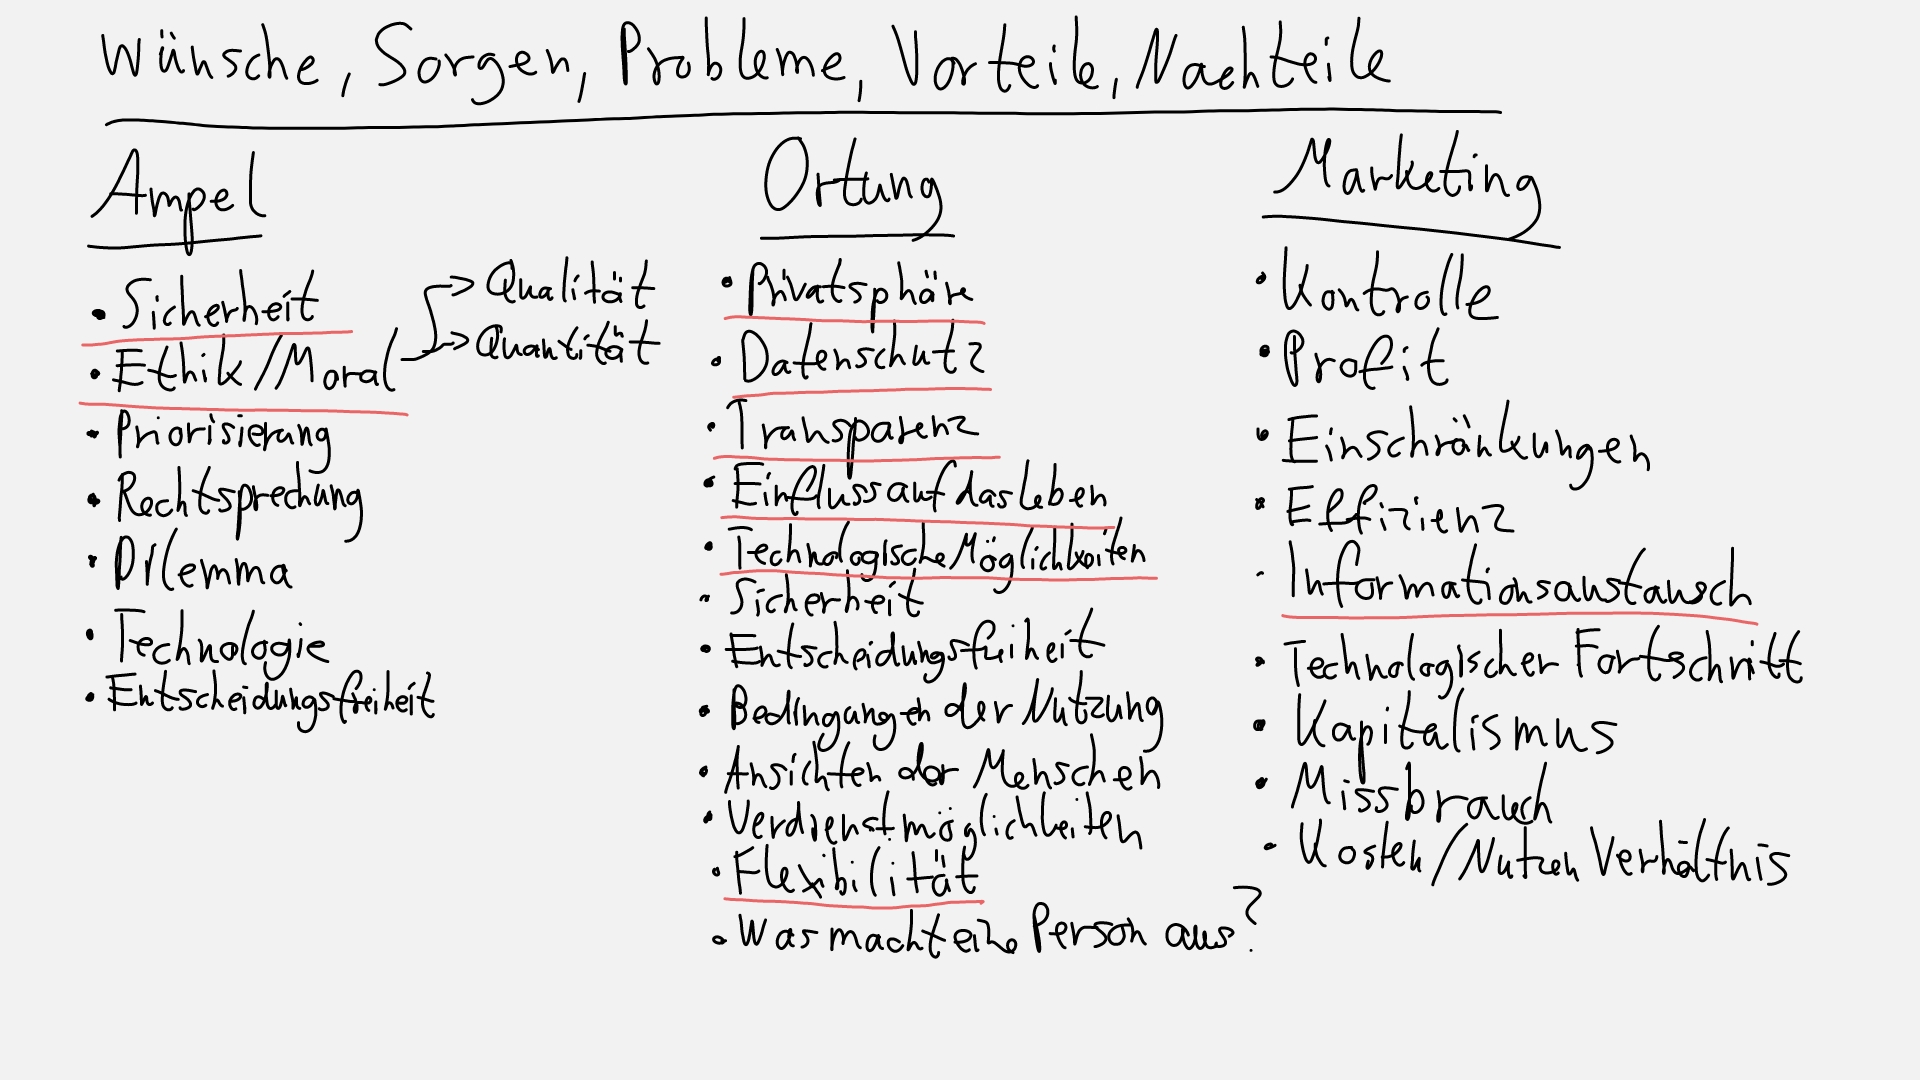 Wünsche, Sorgen, Probleme, Vorteile, Nachteile
Ampel
• Sicherheit
• Ethik/Moral
→ Qualität
→ Quantität
• Priorisierung
• Rechtsprechung
• Dilemma
• Technologie
• Entscheidungsfreiheit
Ortung
• Privatsphäre
• Datenschutz
• Transparenz
• Einfluss auf das Leben
• Technologische Möglichkeiten
• Sicherheit
• Entscheidungsfreiheit
• Bedingungen der Nutzung
• Ansichten der Menschen
• Verdienstmöglichkeiten
• Flexibilität
• Was macht eine Person aus?
Marketing
• Kontrolle
• Profit
• Einschränkungen
• Effizienz
• Informationsaustausch
• Technologischer Fortschritt
• Kapitalismus
• Missbrauch
• Kosten/Nutzen Verhältnis